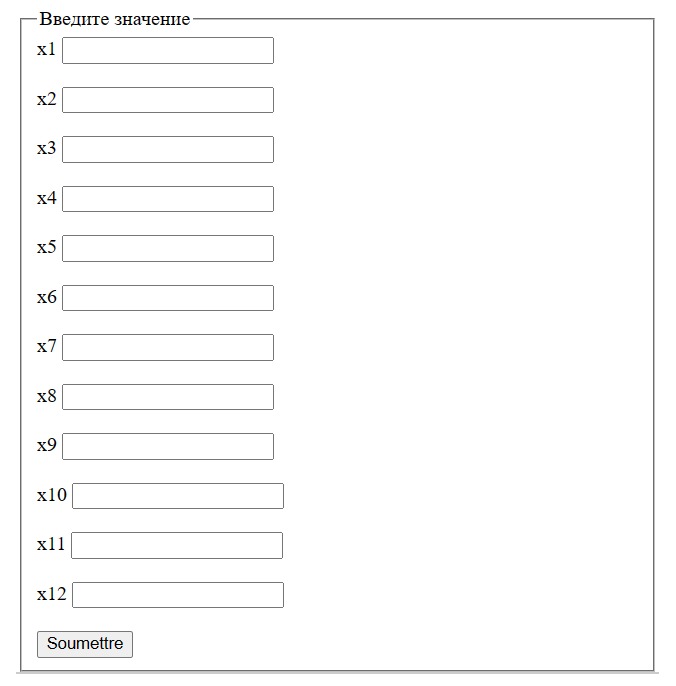 Введите значение
x1
x2
x3
x4
x5
x6
x7
x8
x9
x10
x11
x12
Soumettre